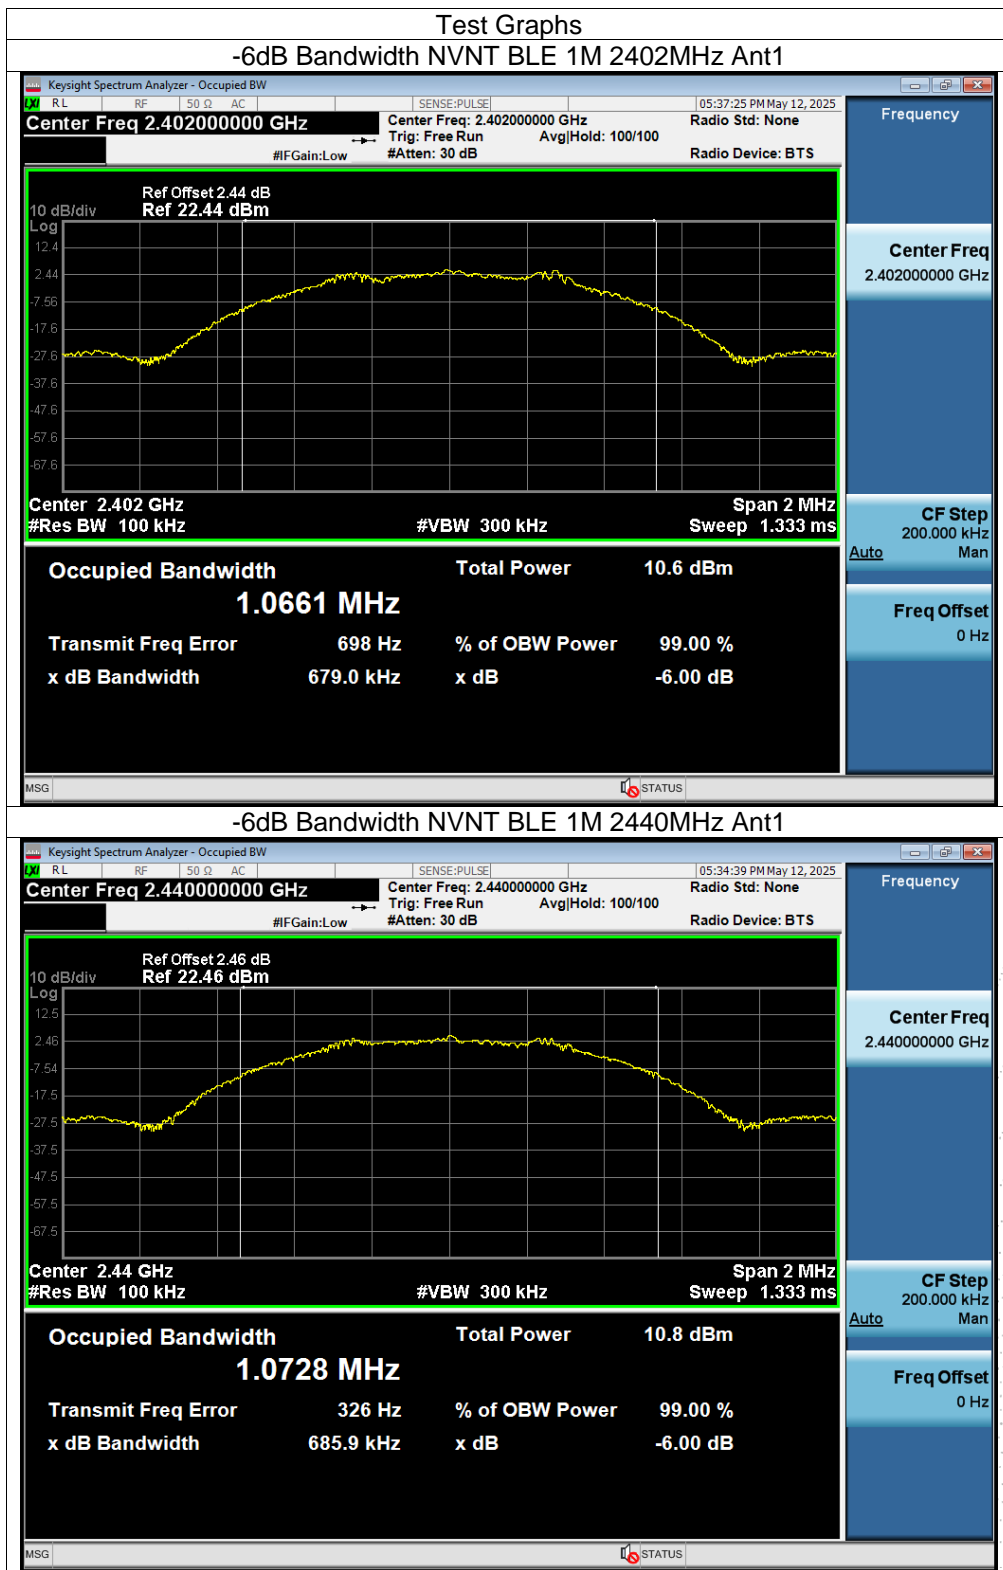 Test Graphs
-6dB Bandwidth NVNT BLE 1M 2402MHz Ant1
Keysight Spectrum Analyzer - Occupied BW
LXI RL RF 50 Ω AC SENSE:PULSE 05:37:25 PM May 12, 2025
Center Freq 2.402000000 GHz
Center Freq: 2.402000000 GHz
Radio Std: None
Trig: Free Run Avg|Hold: 100/100
#IFGain:Low
#Atten: 30 dB
Radio Device: BTS
Frequency
Ref Offset 2.44 dB
10 dB/div Ref 22.44 dBm
Log
12.4
2.44
-7.56
-17.6
-27.6
-37.6
-47.6
-57.6
-67.6
Center 2.402 GHz Span 2 MHz
#Res BW 100 kHz #VBW 300 kHz Sweep 1.333 ms
Center Freq
2.402000000 GHz
CF Step
200.000 kHz
Auto Man
Freq Offset
0 Hz
Occupied Bandwidth Total Power 10.6 dBm
1.0661 MHz
Transmit Freq Error 698 Hz % of OBW Power 99.00 %
x dB Bandwidth 679.0 kHz x dB -6.00 dB
MSG STATUS
-6dB Bandwidth NVNT BLE 1M 2440MHz Ant1
Keysight Spectrum Analyzer - Occupied BW
LXI RL RF 50 Ω AC SENSE:PULSE 05:34:39 PM May 12, 2025
Center Freq 2.440000000 GHz
Center Freq: 2.440000000 GHz
Radio Std: None
Trig: Free Run Avg|Hold: 100/100
#IFGain:Low
#Atten: 30 dB
Radio Device: BTS
Frequency
Ref Offset 2.46 dB
10 dB/div Ref 22.46 dBm
Log
12.5
2.46
-7.54
-17.5
-27.5
-37.5
-47.5
-57.5
-67.5
Center 2.44 GHz Span 2 MHz
#Res BW 100 kHz #VBW 300 kHz Sweep 1.333 ms
Center Freq
2.440000000 GHz
CF Step
200.000 kHz
Auto Man
Freq Offset
0 Hz
Occupied Bandwidth Total Power 10.8 dBm
1.0728 MHz
Transmit Freq Error 326 Hz % of OBW Power 99.00 %
x dB Bandwidth 685.9 kHz x dB -6.00 dB
MSG STATUS